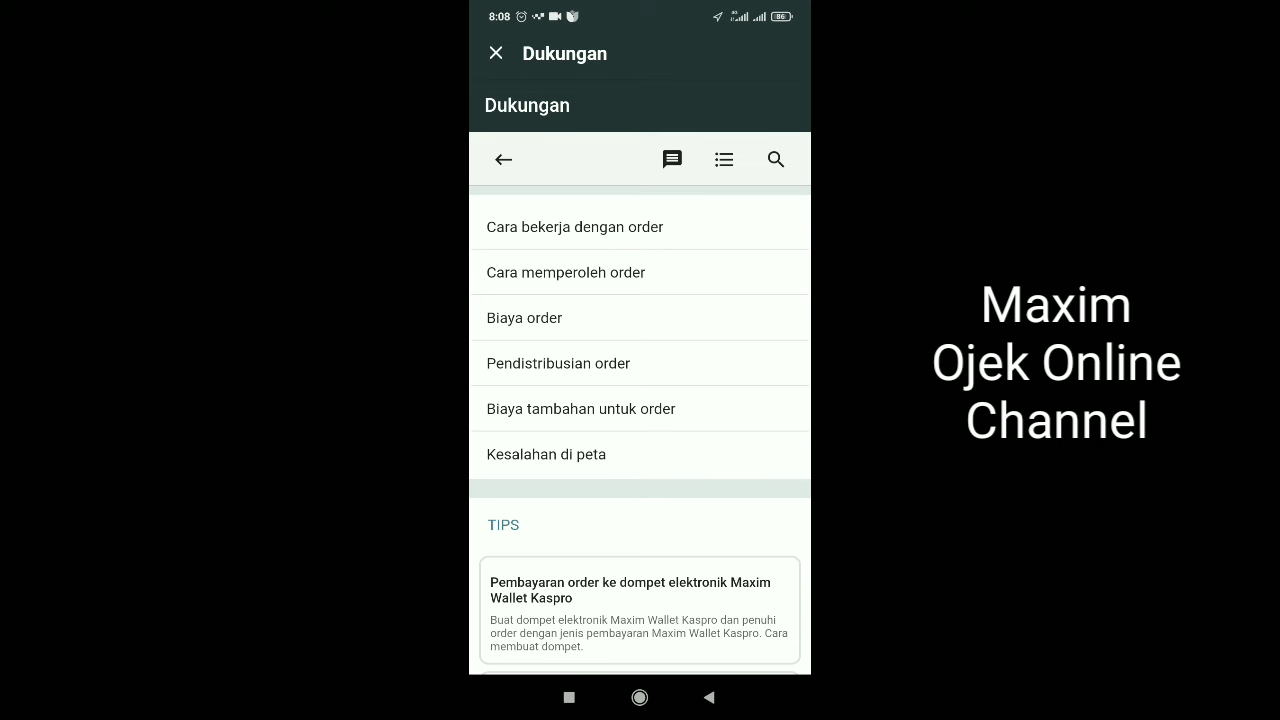 8:08
4G
86
Dukungan
Dukungan
Cara bekerja dengan order
Cara memperoleh order
Biaya order
Pendistribusian order
Biaya tambahan untuk order
Kesalahan di peta
TIPS
Pembayaran order ke dompet elektronik Maxim
Wallet Kaspro
Buat dompet elektronik Maxim Wallet Kaspro dan penuhi
order dengan jenis pembayaran Maxim Wallet Kaspro. Cara
membuat dompet.
Maxim
Ojek Online
Channel